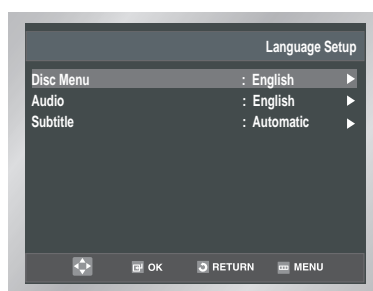 Language Setup
Disc Menu : English
Audio : English
Subtitle : Automatic
OK RETURN MENU